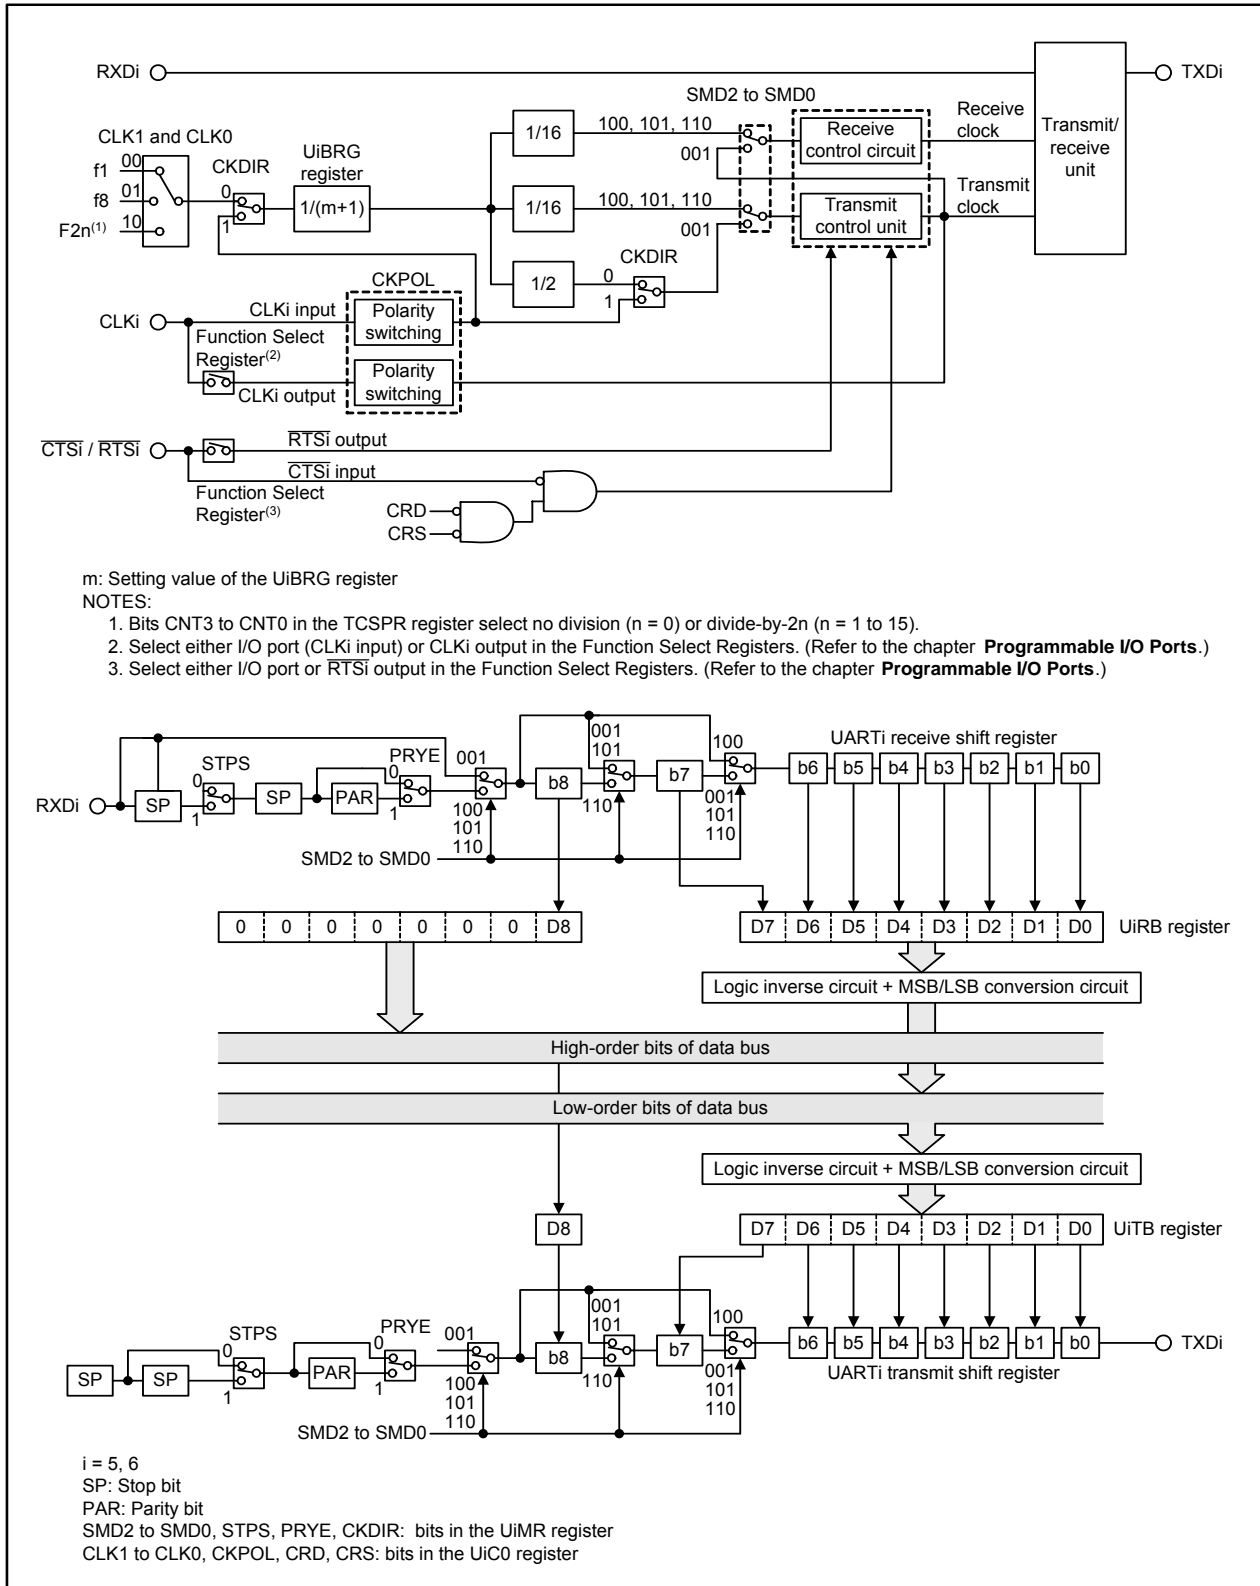 RXDi
TXDi
SMD2 to SMD0
CLK1 and CLK0
f1 00
f8 01
F2n(1) 10
CKDIR
0
1
UiBRG register
1/(m+1)
1/16
100, 101, 110
001
1/16
100, 101, 110
001
1/2
0
1
CKDIR
Receive control circuit
Receive clock
Transmit control unit
Transmit clock
Transmit/ receive unit
CKPOL
CLKi
CLKi input
Polarity switching
Function Select Register(2)
CLKi output
Polarity switching
CTSi / RTSi
RTSi output
CTSi input
Function Select Register(3)
CRD
CRS
m: Setting value of the UiBRG register
NOTES:
1. Bits CNT3 to CNT0 in the TCSPR register select no division (n = 0) or divide-by-2n (n = 1 to 15).
2. Select either I/O port (CLKi input) or CLKi output in the Function Select Registers. (Refer to the chapter Programmable I/O Ports.)
3. Select either I/O port or RTSi output in the Function Select Registers. (Refer to the chapter Programmable I/O Ports.)
RXDi
SP
STPS
0
1
SP
PAR
PRYE
0
1
001
100
101
110
b8
001
101
110
b7
100
001
101
110
UARTi receive shift register
b6 b5 b4 b3 b2 b1 b0
SMD2 to SMD0
0 0 0 0 0 0 0 D8
D7 D6 D5 D4 D3 D2 D1 D0
UiRB register
Logic inverse circuit + MSB/LSB conversion circuit
High-order bits of data bus
Low-order bits of data bus
Logic inverse circuit + MSB/LSB conversion circuit
D8
D7 D6 D5 D4 D3 D2 D1 D0
UiTB register
SP
SP
STPS
0
1
PAR
PRYE
0
1
001
100
101
110
b8
001
101
110
b7
100
001
101
110
b6 b5 b4 b3 b2 b1 b0
TXDi
UARTi transmit shift register
SMD2 to SMD0
i = 5, 6
SP: Stop bit
PAR: Parity bit
SMD2 to SMD0, STPS, PRYE, CKDIR: bits in the UiMR register
CLK1 to CLK0, CKPOL, CRD, CRS: bits in the UiC0 register